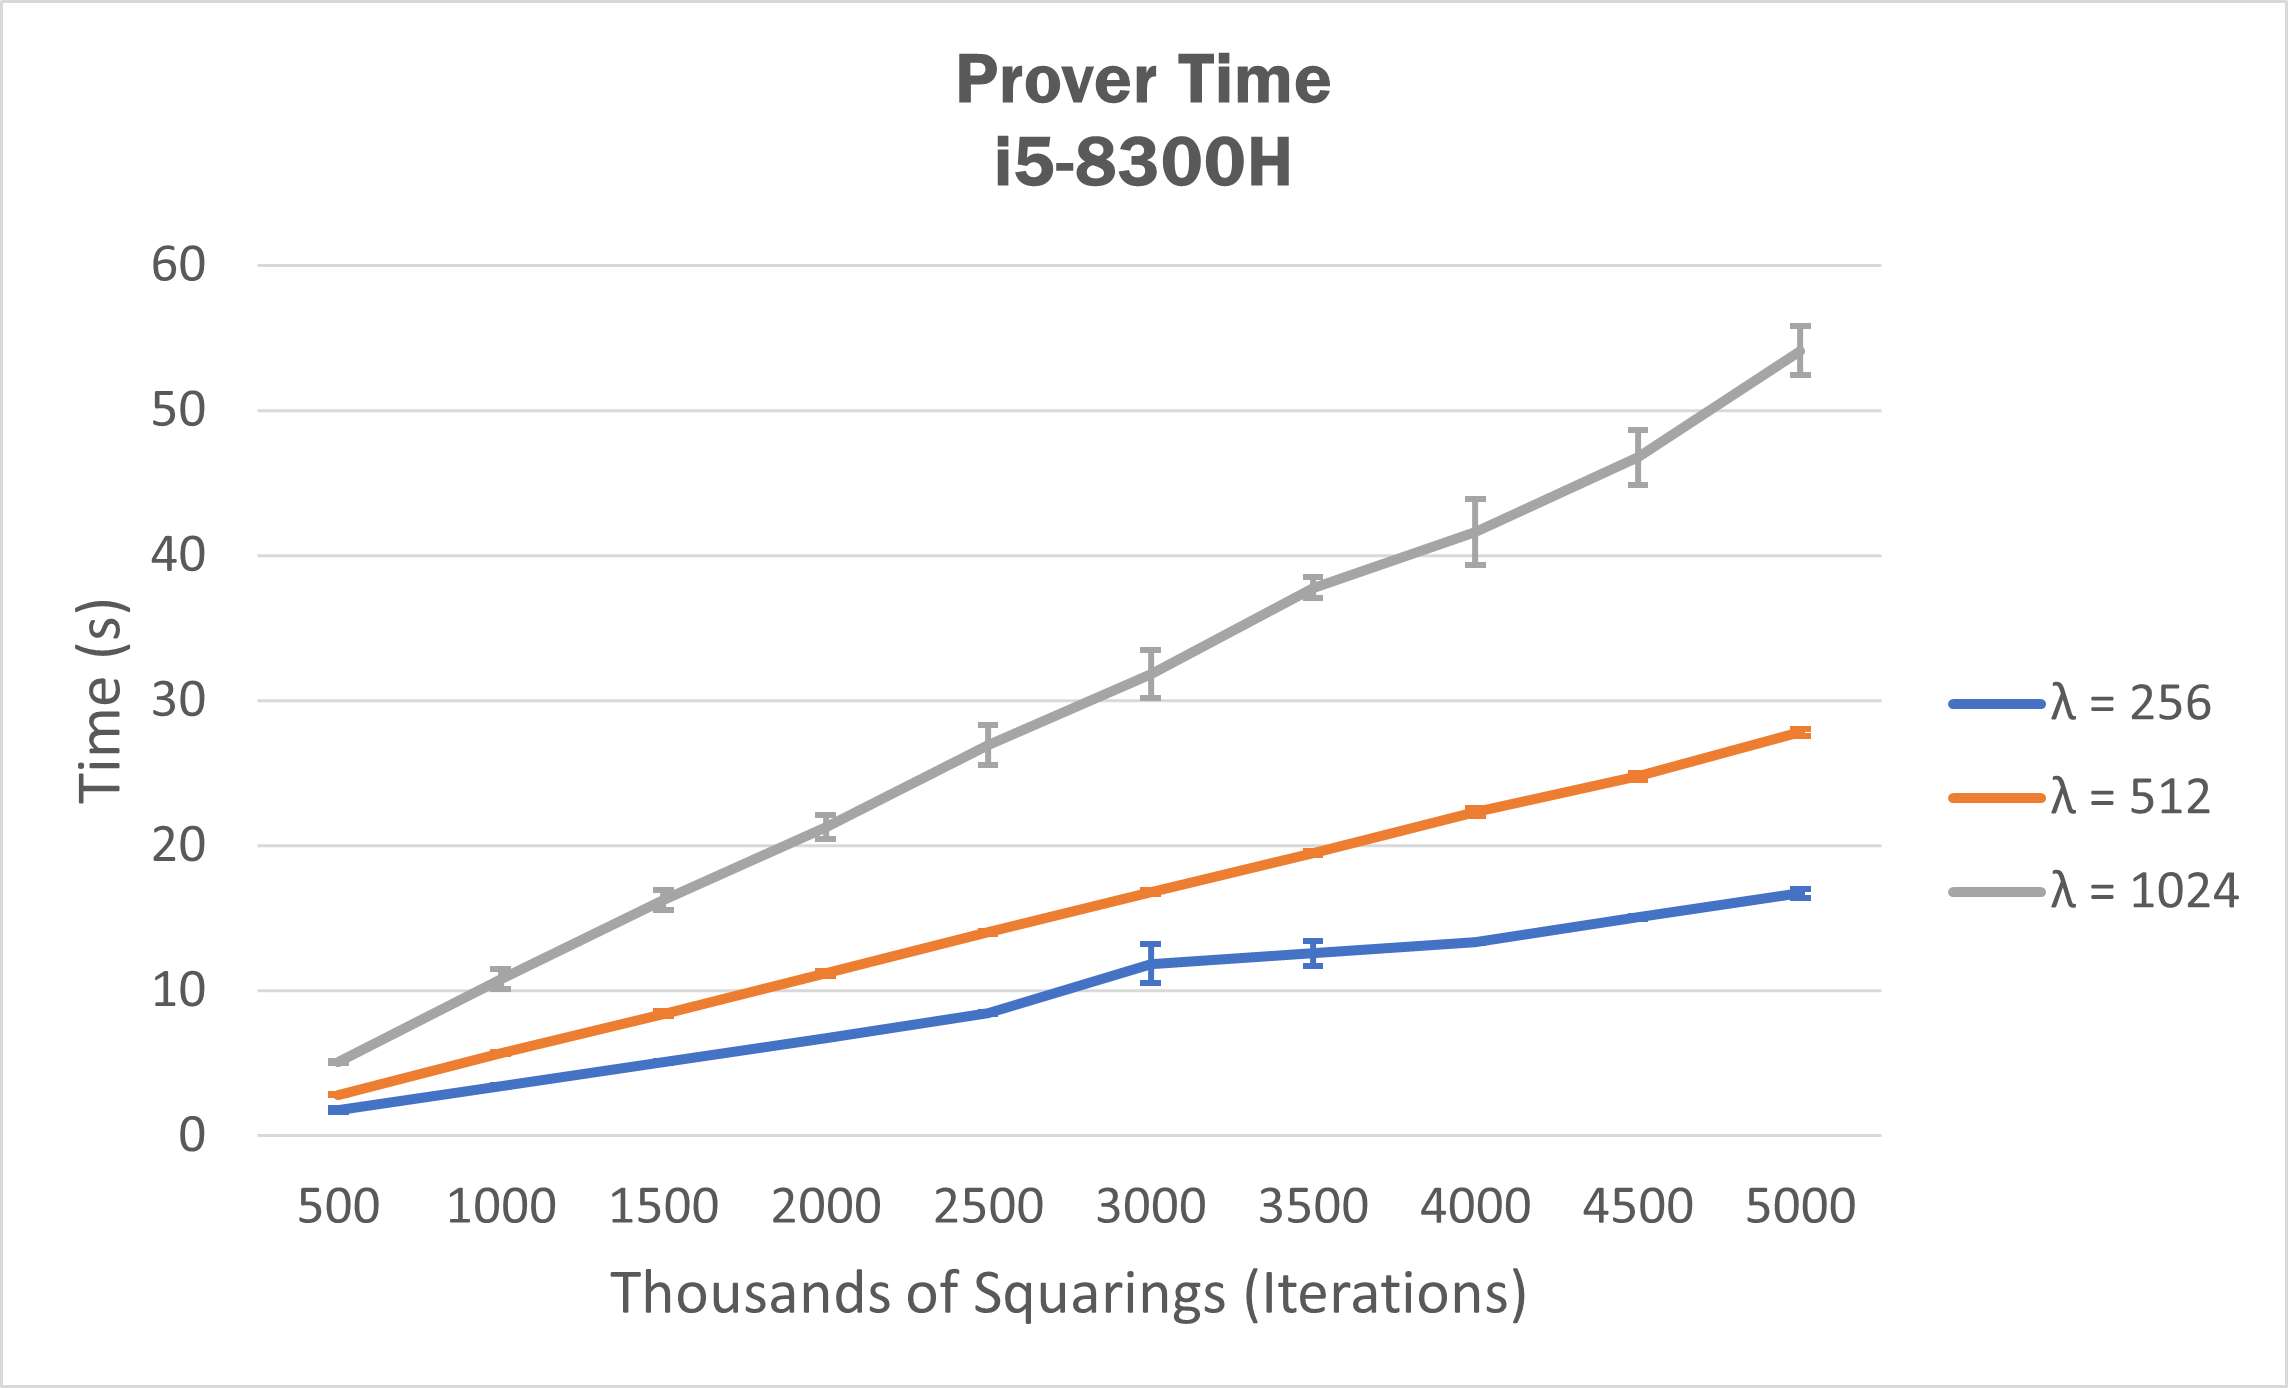 Prover Time
i5-8300H
60
50
40
30
20
10
0
Time (s)
500 1000 1500 2000 2500 3000 3500 4000 4500 5000
Thousands of Squarings (Iterations)
λ = 256
λ = 512
λ = 1024